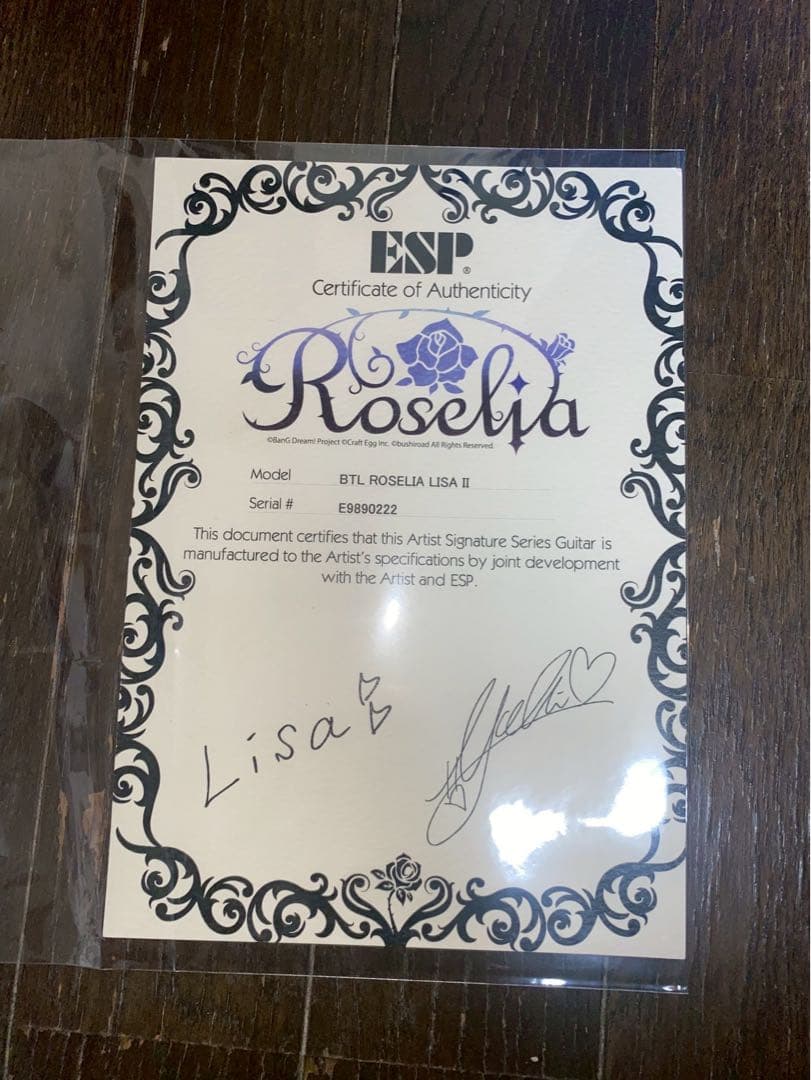 ESP®
Certificate of Authenticity
Roselia
©BanG Dream! Project ©Craft Egg Inc. ©bushiroad All Rights Reserved.
Model BTL ROSELIA LISA II
Serial # E9890222
This document certifies that this Artist Signature Series Guitar is
manufactured to the Artist's specifications by joint development
with the Artist and ESP.
Lisa